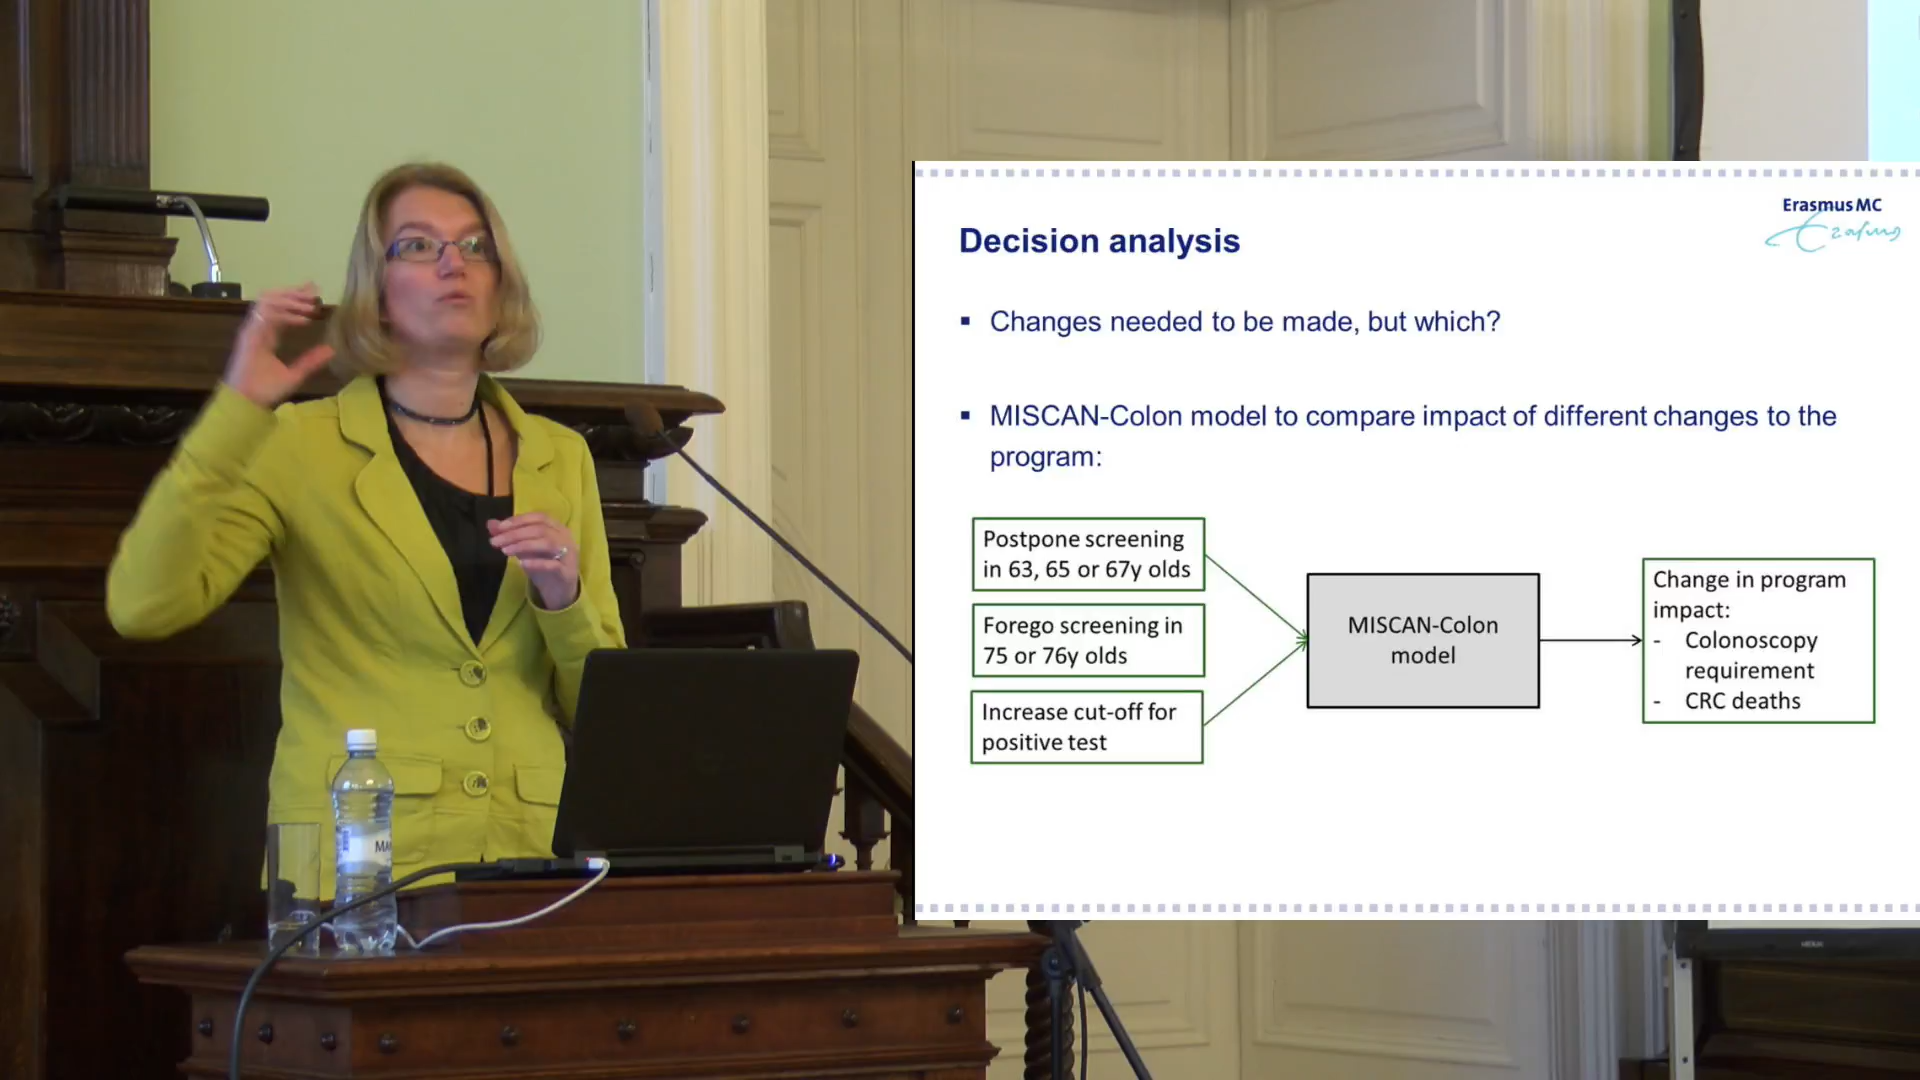 Erasmus MC
Erasmus
Decision analysis
▪ Changes needed to be made, but which?
▪ MISCAN-Colon model to compare impact of different changes to the
program:
Postpone screening
in 63, 65 or 67y olds
Forego screening in
75 or 76y olds
Increase cut-off for
positive test
MISCAN-Colon
model
Change in program
impact:
- Colonoscopy
requirement
- CRC deaths